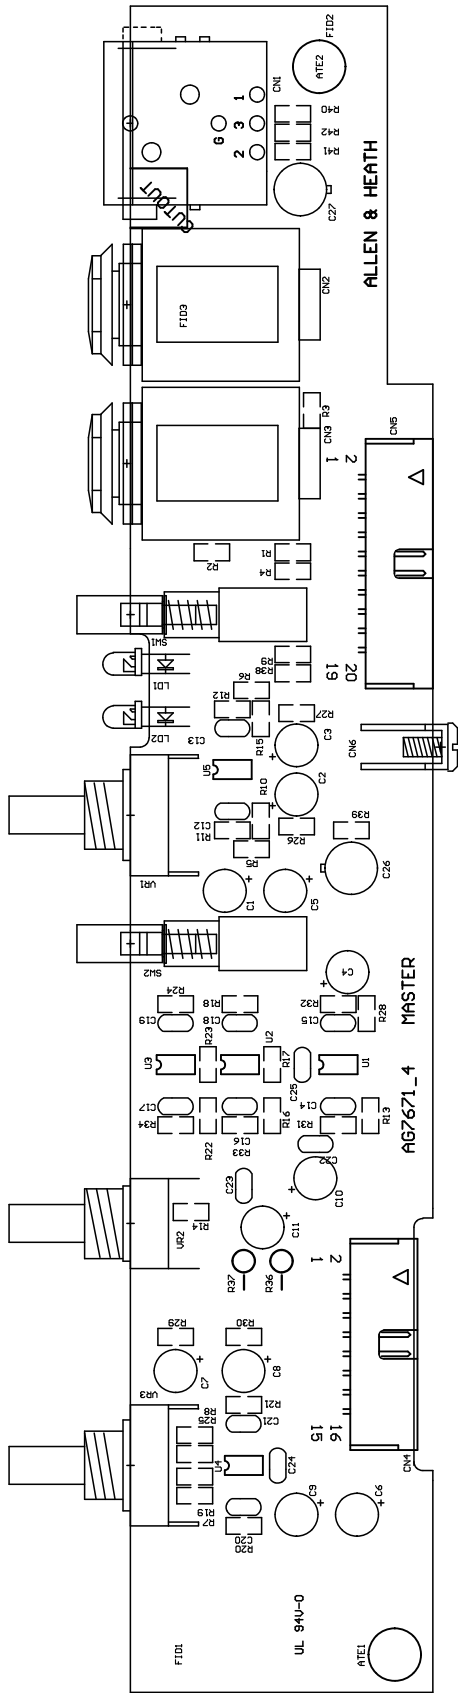 FID2
ATE2
CN1
1
3
2
G
R40
R42
R41
C27
CUTOUT
ALLEN & HEATH
CN2
FID3
R3
CN3
CN5
2
1
R2
R1
R4
SW1
R9
R38
20
19
LD1
R6
R12
R27
LD2
C13
R15
C3
CN6
U5
R10
C2
C12
R11
R26
R39
R5
C26
VR1
C1
C5
SW2
C4
MASTER
R24
R18
R32
R28
C19
C18
C15
R23
U2
U3
R17
U1
C25
C17
C14
R13
R34
R16
R31
C16
R22
R33
AG7671_4
C22
C23
C10
R14
C11
VR2
R37
R36
2
1
R29
R30
C7
C8
VR3
R21
R8
R25
C21
15
16
U4
C24
CN4
R19
R7
C9
C6
C20
R20
UL 94V-0
FID1
ATE1